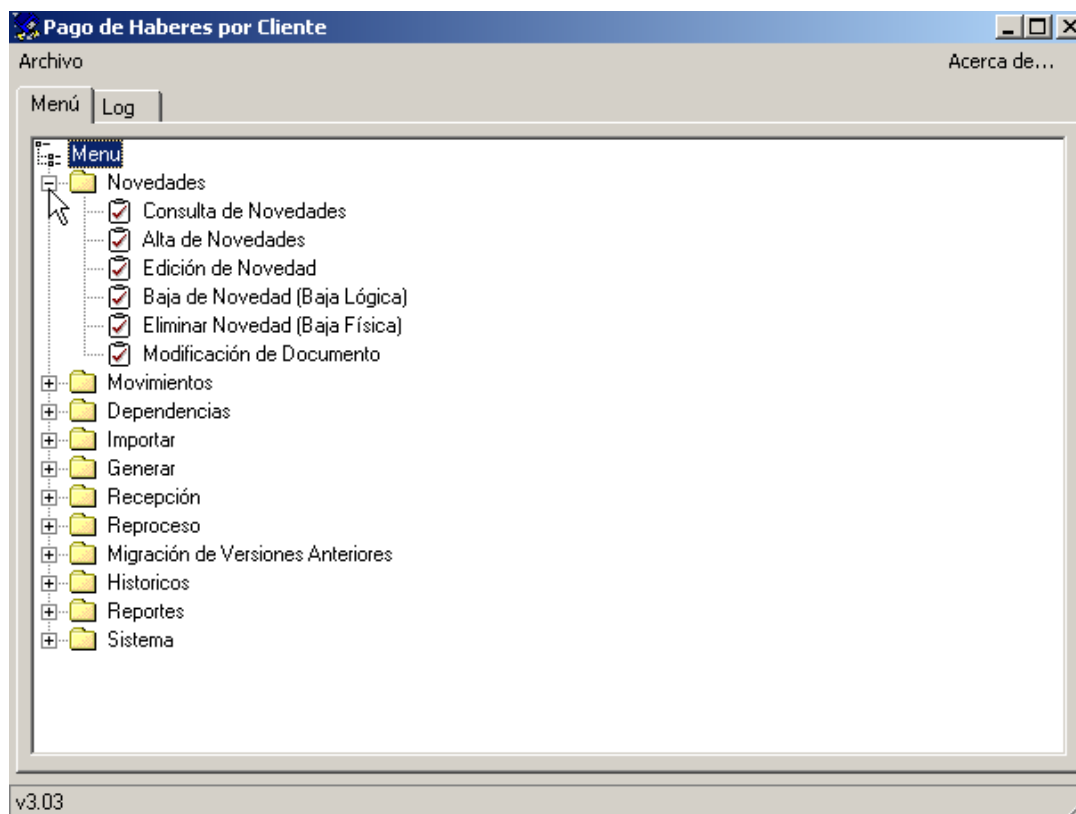 Pago de Haberes por Cliente
Archivo Acerca de...
Menú Log
Menu
Novedades
Consulta de Novedades
Alta de Novedades
Edición de Novedad
Baja de Novedad (Baja Lógica)
Eliminar Novedad (Baja Física)
Modificación de Documento
Movimientos
Dependencias
Importar
Generar
Recepción
Reproceso
Migración de Versiones Anteriores
Historicos
Reportes
Sistema
v3.03